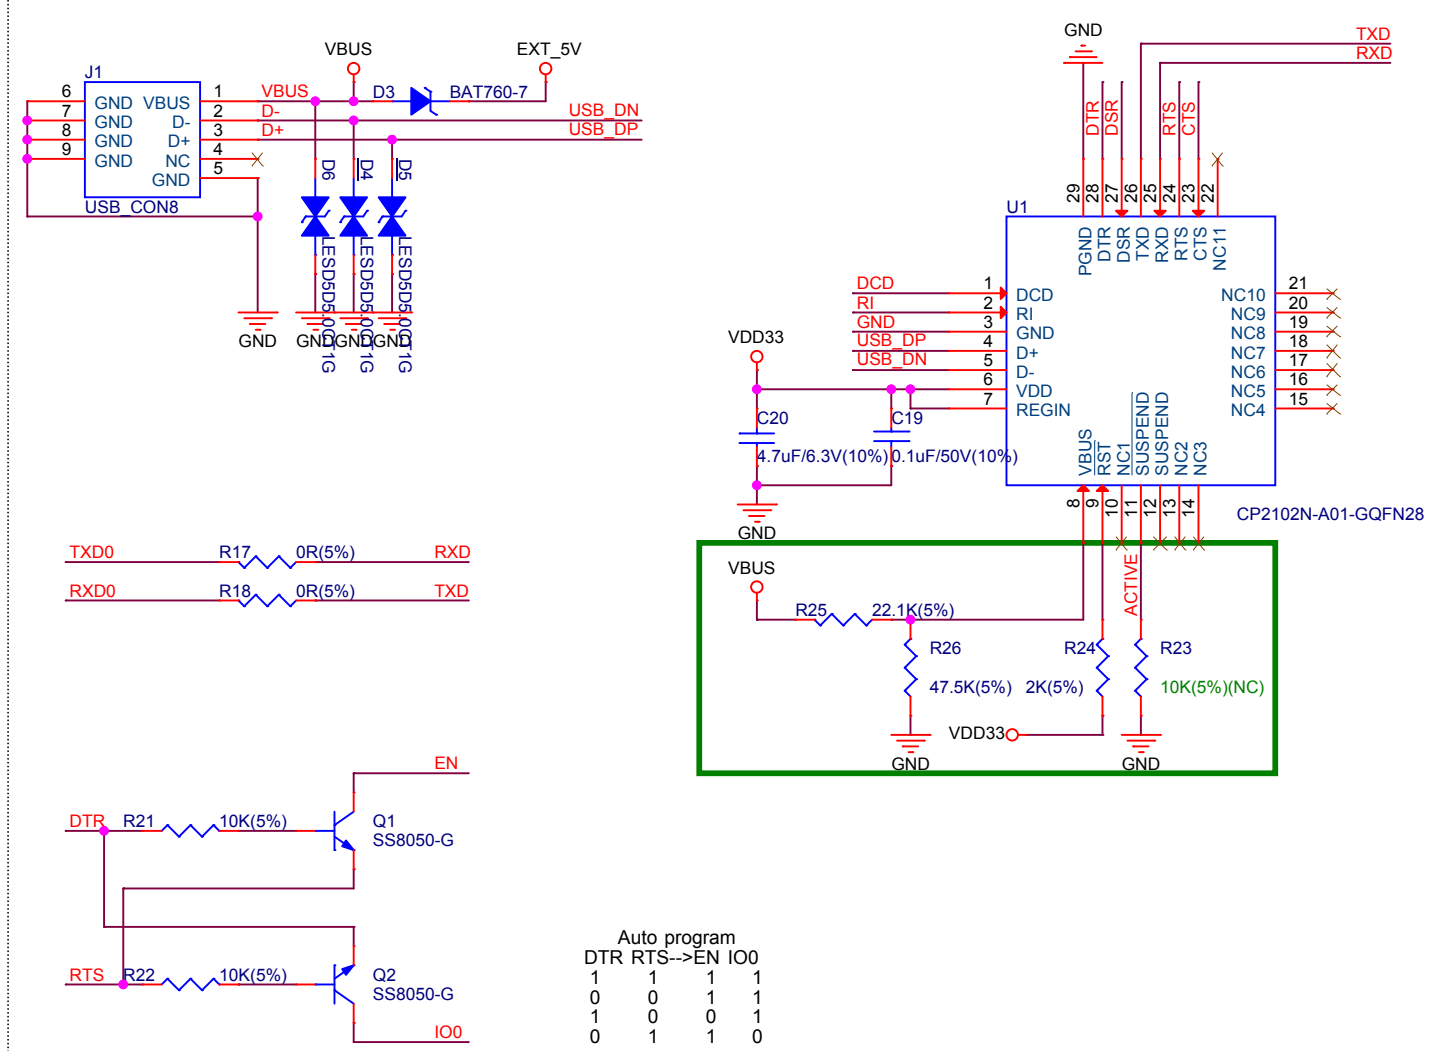 VBUS
EXT_5V
J1
6 GND VBUS 1 VBUS D3 BAT760-7
7 GND D- 2 D- USB_DN
8 GND D+ 3 D+ USB_DP
9 GND NC 4
GND 5
USB_CON8
D6 D4 D5
LESD5D5.0CT1G LESD5D5.0CT1G LESD5D5.0CT1G
GND GND GND GND
GND
TXD
RXD
DTR DSR RTS CTS
29 28 27 26 25 24 23 22
U1
PGND DTR DSR TXD RXD RTS CTS NC11
DCD 1 DCD NC10 21
RI 2 RI NC9 20
GND 3 GND NC8 19
USB_DP 4 D+ NC7 18
USB_DN 5 D- NC6 17
6 VDD NC5 16
7 REGIN NC4 15
VDD33
C20 C19
4.7uF/6.3V(10%) 0.1uF/50V(10%)
GND
VBUS RST NC1 SUSPEND SUSPEND NC2 NC3
8 9 10 11 12 13 14
CP2102N-A01-GQFN28
TXD0 R17 0R(5%) RXD
RXD0 R18 0R(5%) TXD
VBUS
ACTIVE
R25 22.1K(5%)
R26 R24 R23
47.5K(5%) 2K(5%) 10K(5%)(NC)
VDD33
GND GND
EN
DTR R21 10K(5%) Q1
SS8050-G
RTS R22 10K(5%) Q2
SS8050-G
IO0
Auto program
DTR RTS-->EN IO0
1 1 1 1
0 0 1 1
1 0 0 1
0 1 1 0